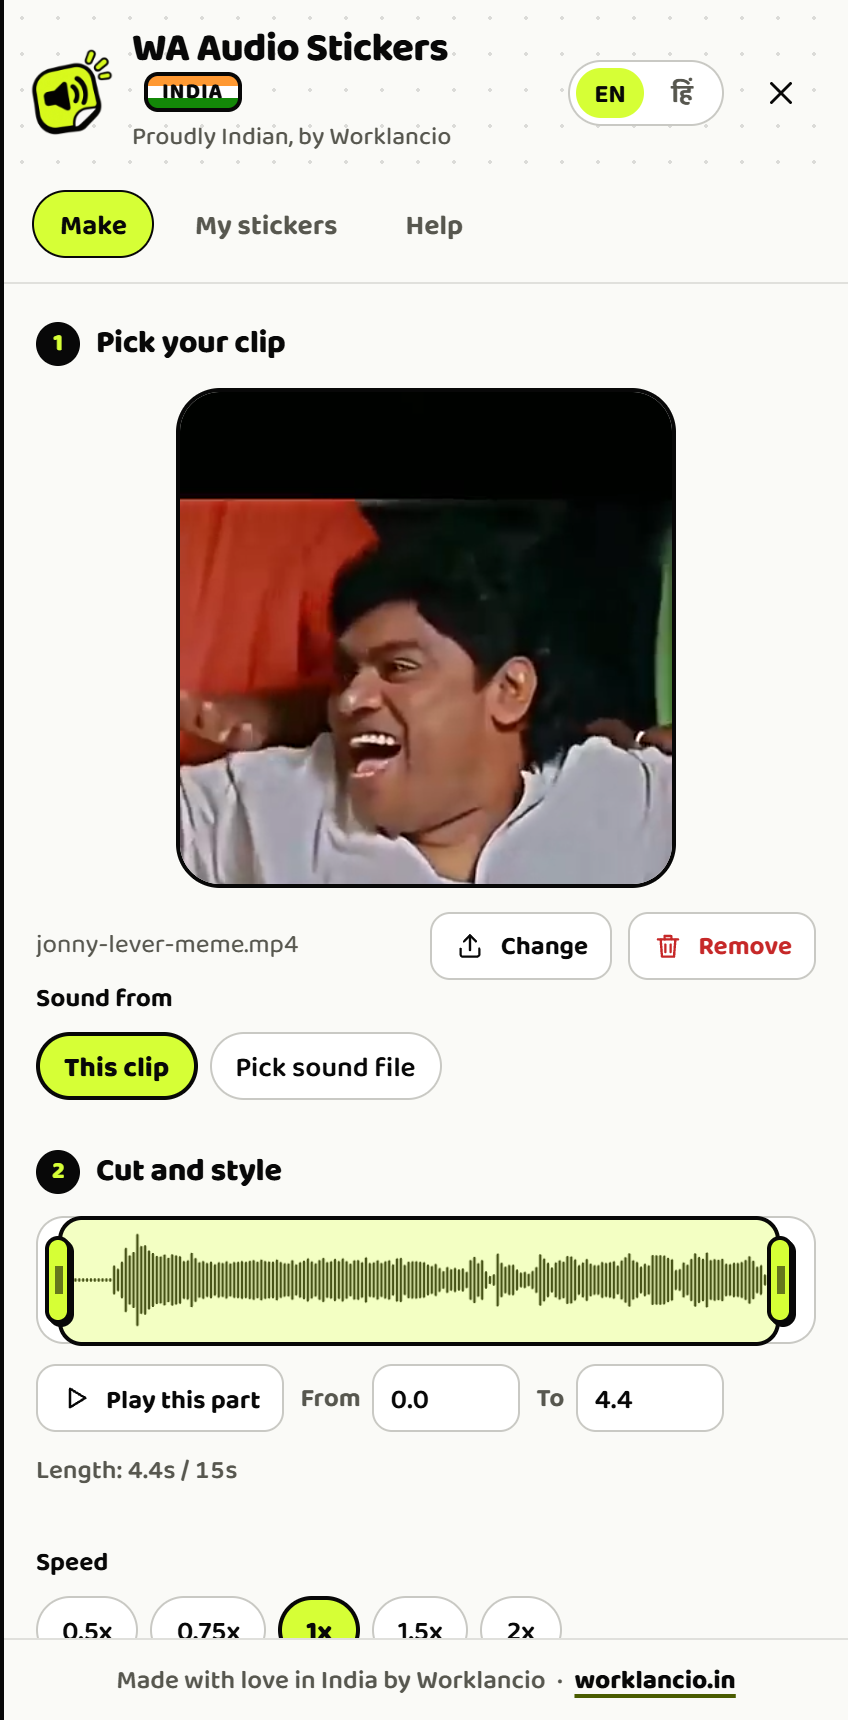 WA Audio Stickers
INDIA
Proudly Indian, by Worklancio
EN हिं
Make My stickers Help
1 Pick your clip
jonny-lever-meme.mp4 Change Remove
Sound from
This clip Pick sound file
2 Cut and style
Play this part From 0.0 To 4.4
Length: 4.4s / 15s
Speed
0.5x 0.75x 1x 1.5x 2x
Made with love in India by Worklancio · worklancio.in